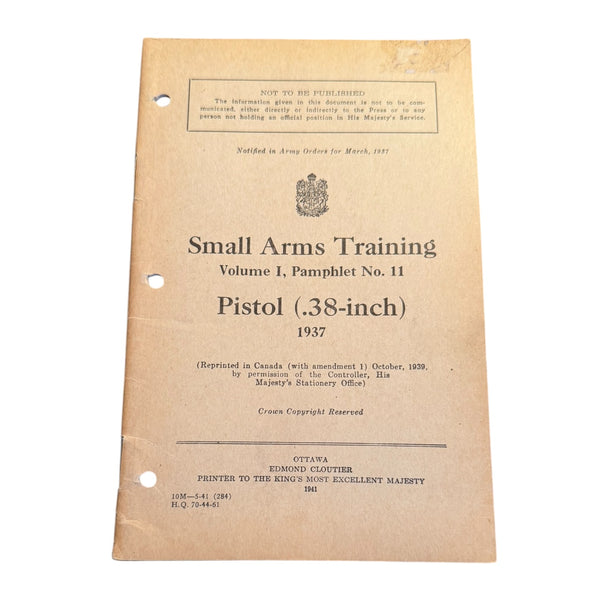 NOT TO BE PUBLISHED
The information given in this document is not to be com-
municated, either directly or indirectly to the Press or to any
person not holding an official position in His Majesty's Service.
Notified in Army Orders for March, 1937
Small Arms Training
Volume I, Pamphlet No. 11
Pistol (.38-inch)
1937
(Reprinted in Canada (with amendment 1) October, 1939,
by permission of the Controller, His
Majesty's Stationery Office)
Crown Copyright Reserved
OTTAWA
EDMOND CLOUTIER
PRINTER TO THE KING'S MOST EXCELLENT MAJESTY
1941
10M—5-41 (284)
H.Q. 70-44-61